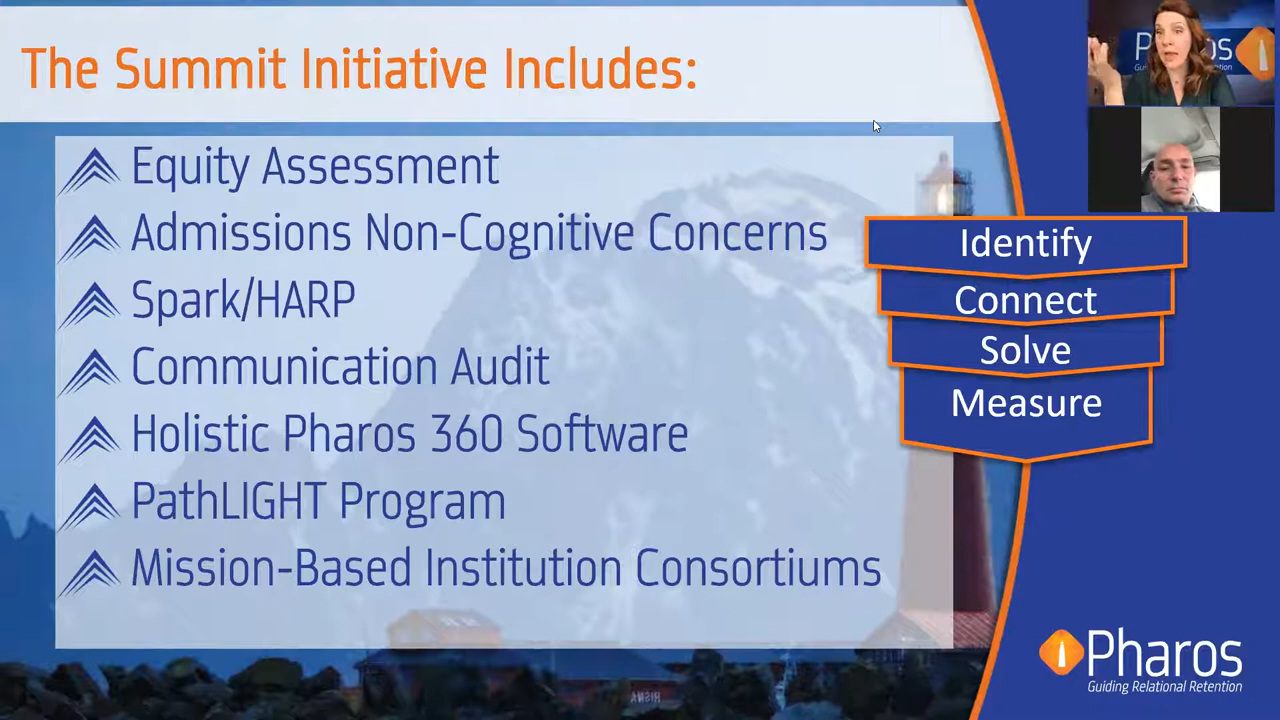 The Summit Initiative Includes:
Equity Assessment
Admissions Non-Cognitive Concerns
Spark/HARP
Communication Audit
Holistic Pharos 360 Software
PathLIGHT Program
Mission-Based Institution Consortiums
Identify
Connect
Solve
Measure
Pharos
Guiding Relational Retention